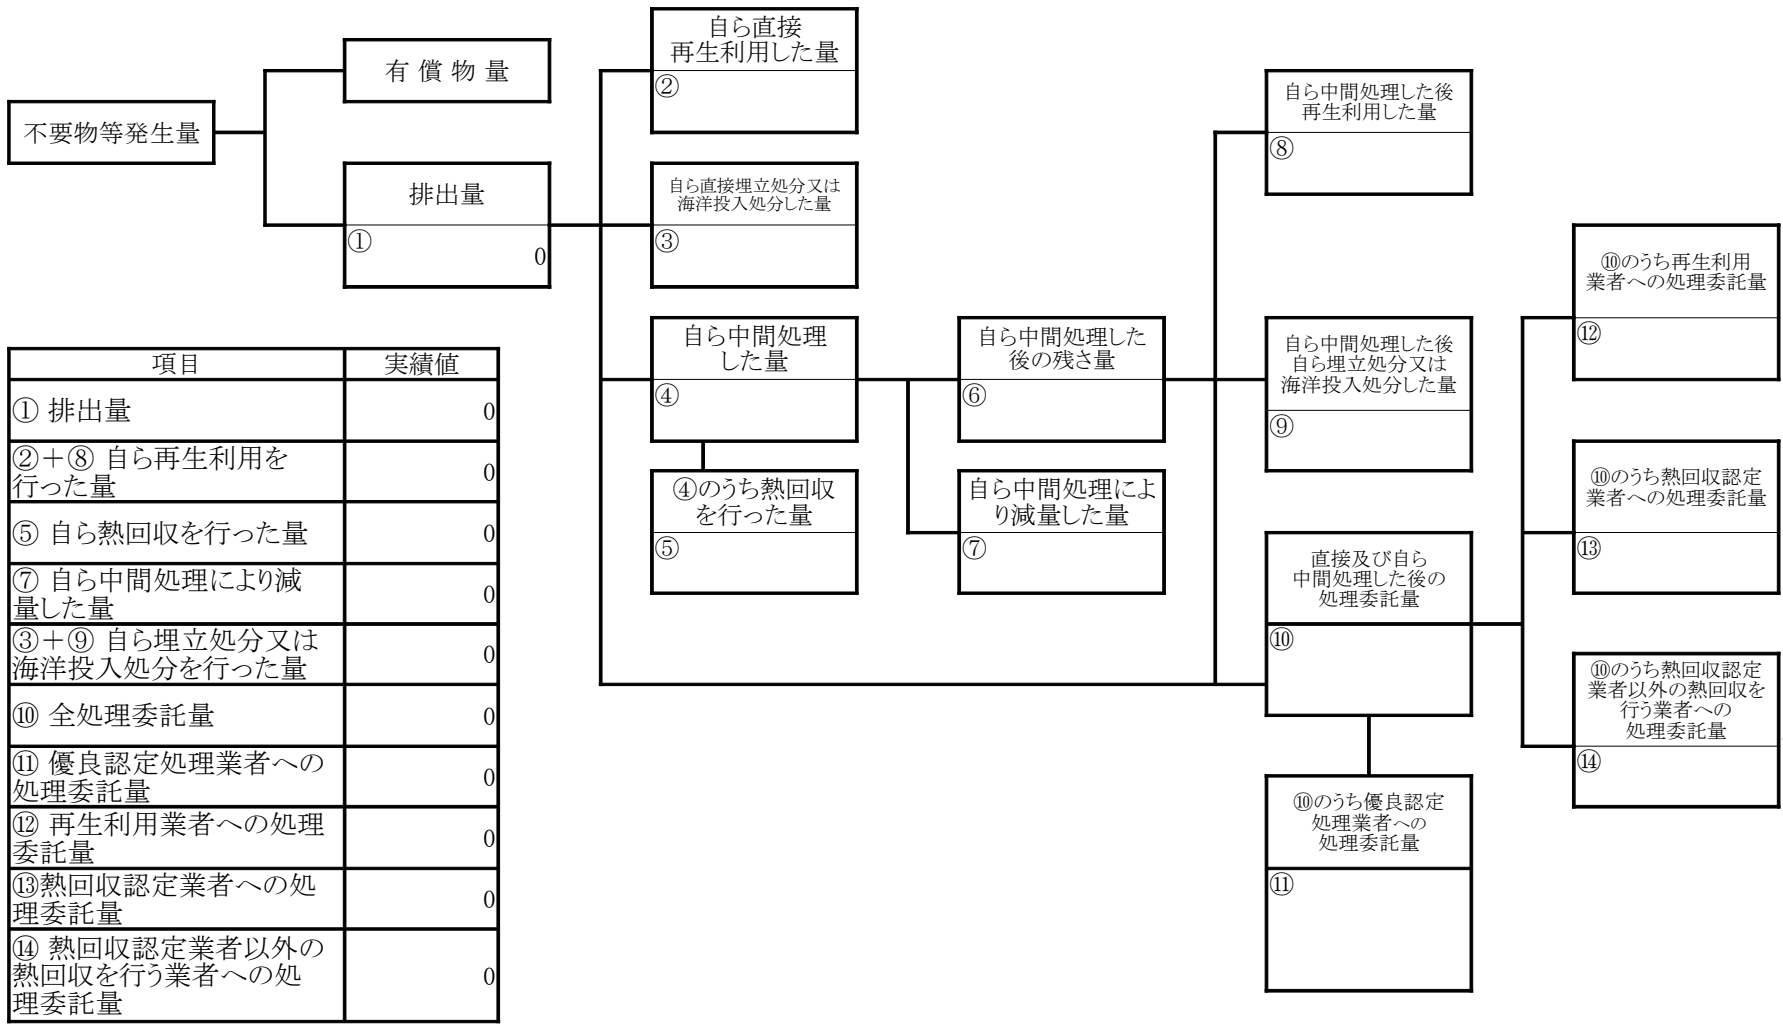 自ら直接
再生利用した量
②
有 償 物 量
不要物等発生量
排出量
①
0
自ら直接埋立処分又は
海洋投入処分した量
③
自ら中間処理した後
再生利用した量
⑧
自ら中間処理
した量
④
自ら中間処理した
後の残さ量
⑥
自ら中間処理した後
自ら埋立処分又は
海洋投入処分した量
⑨
④のうち熱回収
を行った量
⑤
自ら中間処理によ
り減量した量
⑦
直接及び自ら
中間処理した後の
処理委託量
⑩
⑩のうち優良認定
処理業者への
処理委託量
⑪
⑩のうち再生利用
業者への処理委託量
⑫
⑩のうち熱回収認定
業者への処理委託量
⑬
⑩のうち熱回収認定
業者以外の熱回収を
行う業者への
処理委託量
⑭
項目 実績値
① 排出量 0
②＋⑧ 自ら再生利用を
行った量 0
⑤ 自ら熱回収を行った量 0
⑦ 自ら中間処理により減
量した量 0
③＋⑨ 自ら埋立処分又は
海洋投入処分を行った量 0
⑩ 全処理委託量 0
⑪ 優良認定処理業者への
処理委託量 0
⑫ 再生利用業者への処理
委託量 0
⑬熱回収認定業者への処
理委託量 0
⑭ 熱回収認定業者以外の
熱回収を行う業者への処
理委託量 0